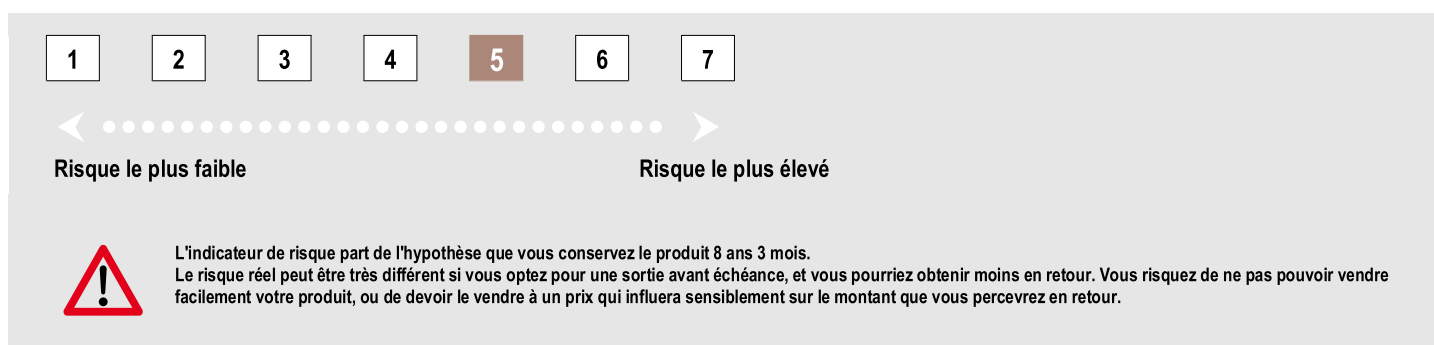 1 2 3 4 5 6 7
Risque le plus faible Risque le plus élevé
L'indicateur de risque part de l'hypothèse que vous conservez le produit 8 ans 3 mois.
Le risque réel peut être très différent si vous optez pour une sortie avant échéance, et vous pourriez obtenir moins en retour. Vous risquez de ne pas pouvoir vendre
facilement votre produit, ou de devoir le vendre à un prix qui influera sensiblement sur le montant que vous percevrez en retour.